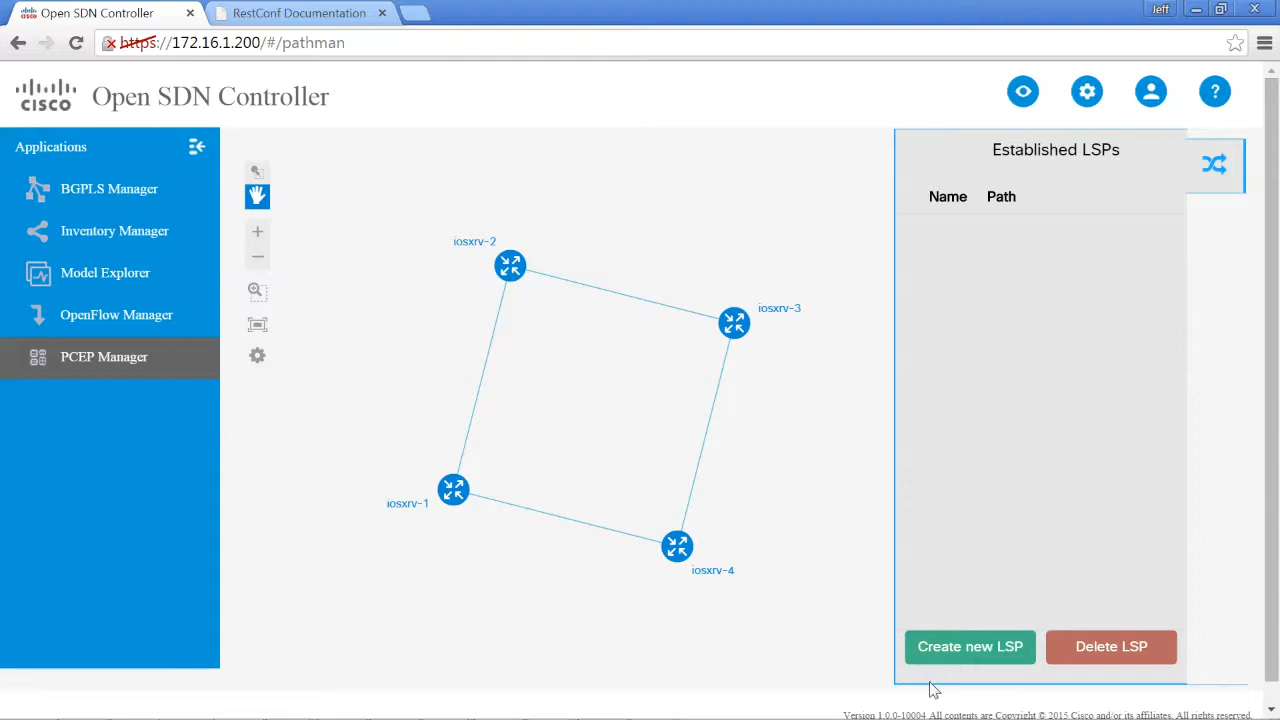 Open SDN Controller
RestConf Documentation
Jeff
https://172.16.1.200/#/pathman
CISCO
Open SDN Controller
?
Applications
BGPLS Manager
Inventory Manager
Model Explorer
OpenFlow Manager
PCEP Manager
iosxrv-2
iosxrv-3
iosxrv-1
iosxrv-4
Established LSPs
Name Path
Create new LSP
Delete LSP
Version 1.0.0-10004 All contents are Copyright © 2015 Cisco and/or its affiliates. All rights reserved.